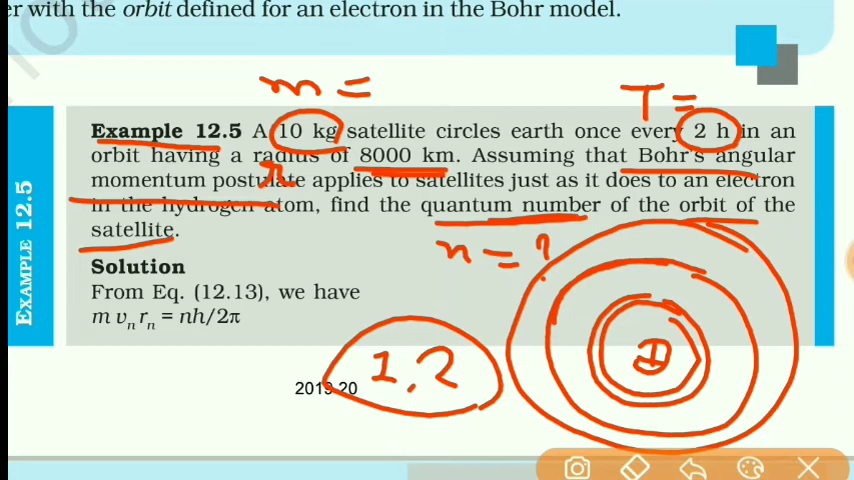 er with the orbit defined for an electron in the Bohr model.
m =
T =
Example 12.5 A 10 kg satellite circles earth once every 2 h in an
orbit having a radius of 8000 km. Assuming that Bohr's angular
momentum postulate applies to satellites just as it does to an electron
in the hydrogen atom, find the quantum number of the orbit of the
satellite.
r
n = ?
EXAMPLE 12.5
Solution
From Eq. (12.13), we have
m vn rn = nh/2π
1, 2
2019-20